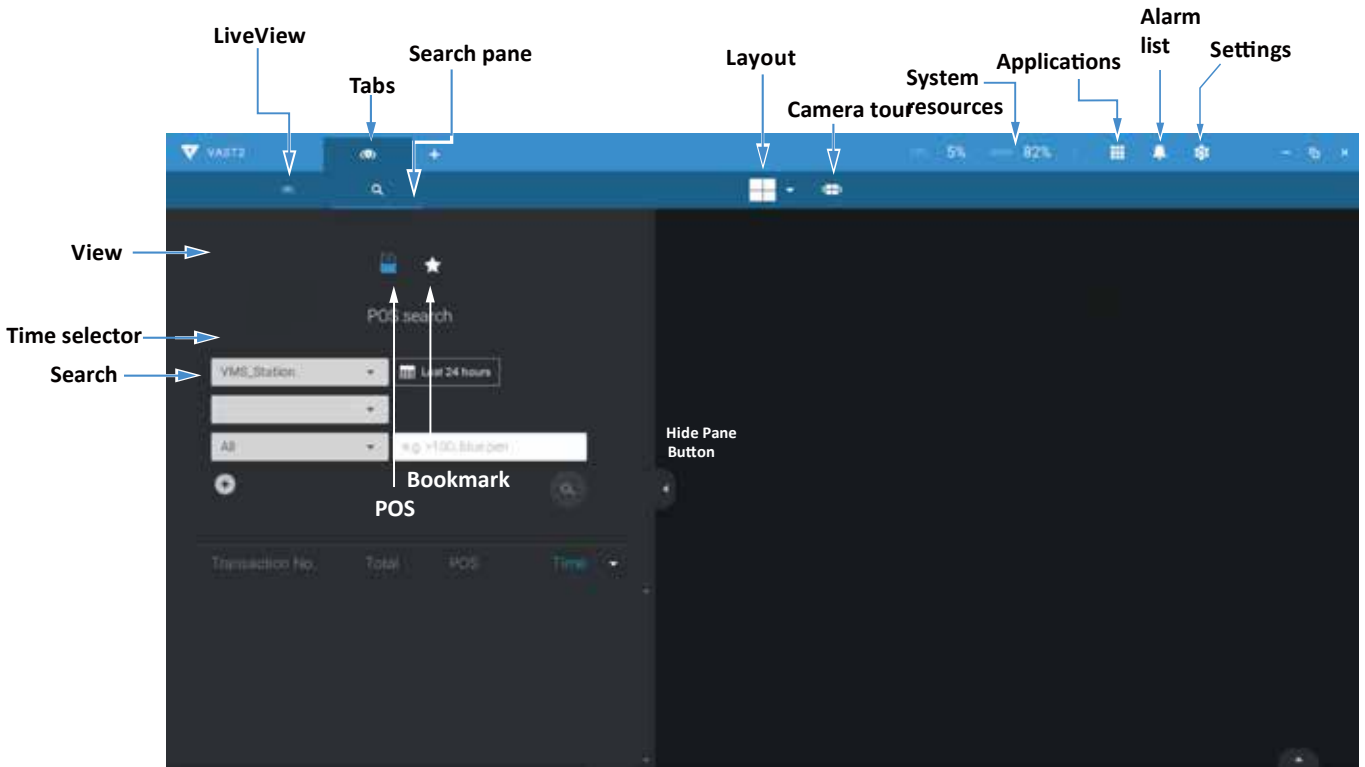 Alarm
list
LiveView
Search pane
Layout
Settings
Applications
System
resources
Tabs
Camera tour
VAST2
5%
82%
View
POS search
Time selector
Search
VMS_Station
Last 24 hours
All
e.g. >100, blue pen
Hide Pane
Button
Bookmark
POS
Transaction No.
Total
POS
Time